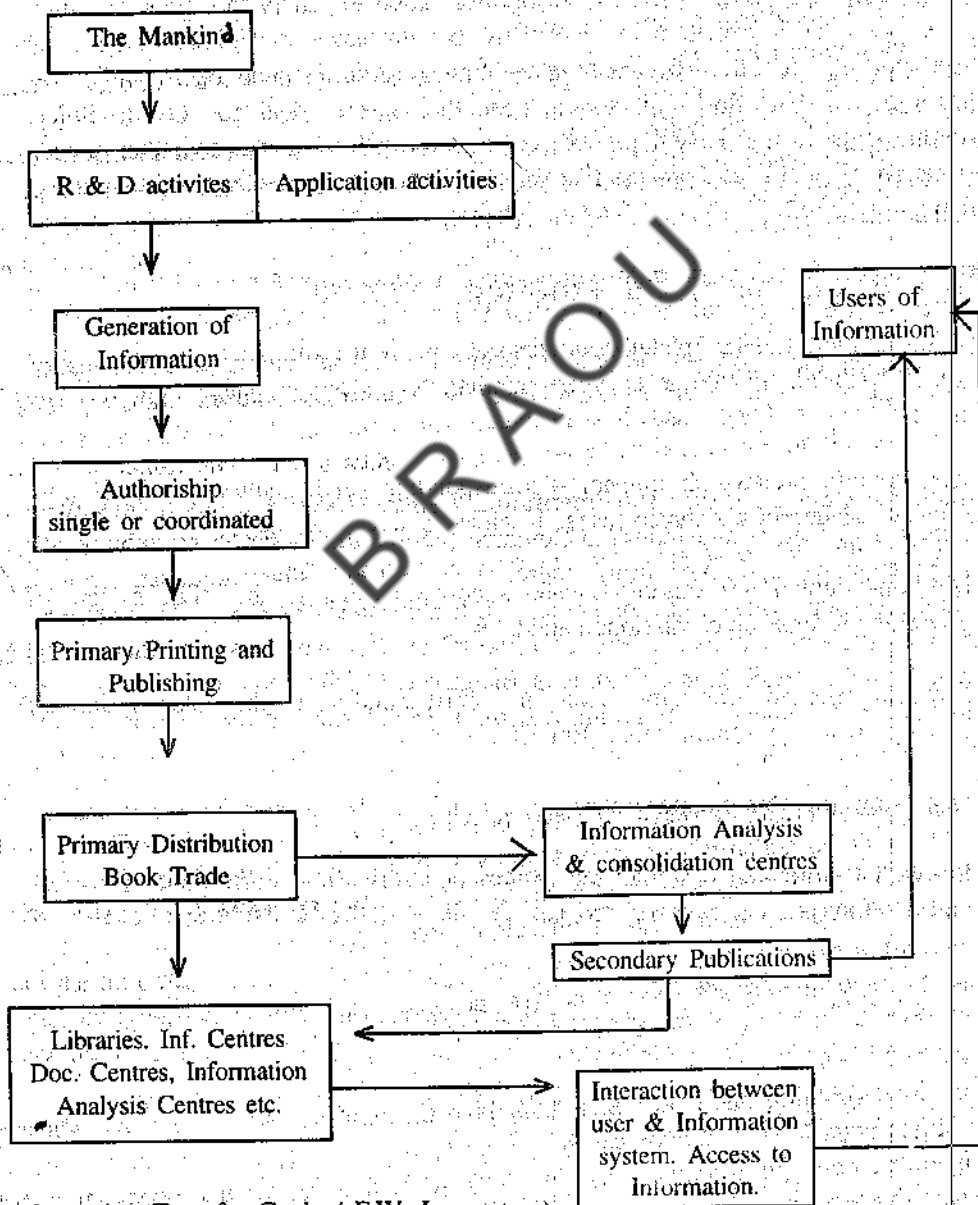 The Mankind
R & D activites
Application activities
Generation of
Information
Users of
Information
Authoriship
single or coordinated
Primary Printing and
Publishing
Primary Distribution
Book Trade
Information Analysis
& consolidation centres
Secondary Publications
Libraries. Inf. Centres
Doc. Centres, Information
Analysis Centres etc.
Interaction between
user & Information
system. Access to
Information.
BRAOU